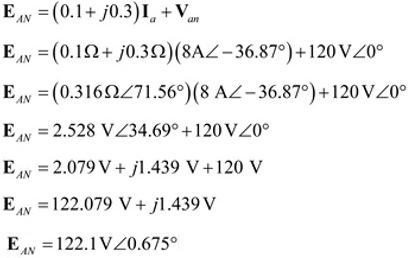 E_AN = (0.1 + j0.3)I_a + V_an
E_AN = (0.1Ω + j0.3Ω)(8A∠−36.87°) + 120 V∠0°
E_AN = (0.316Ω∠71.56°)(8 A∠−36.87°) + 120 V∠0°
E_AN = 2.528 V∠34.69° + 120 V∠0°
E_AN = 2.079 V + j1.439 V + 120 V
E_AN = 122.079 V + j1.439 V
E_AN = 122.1 V∠0.675°